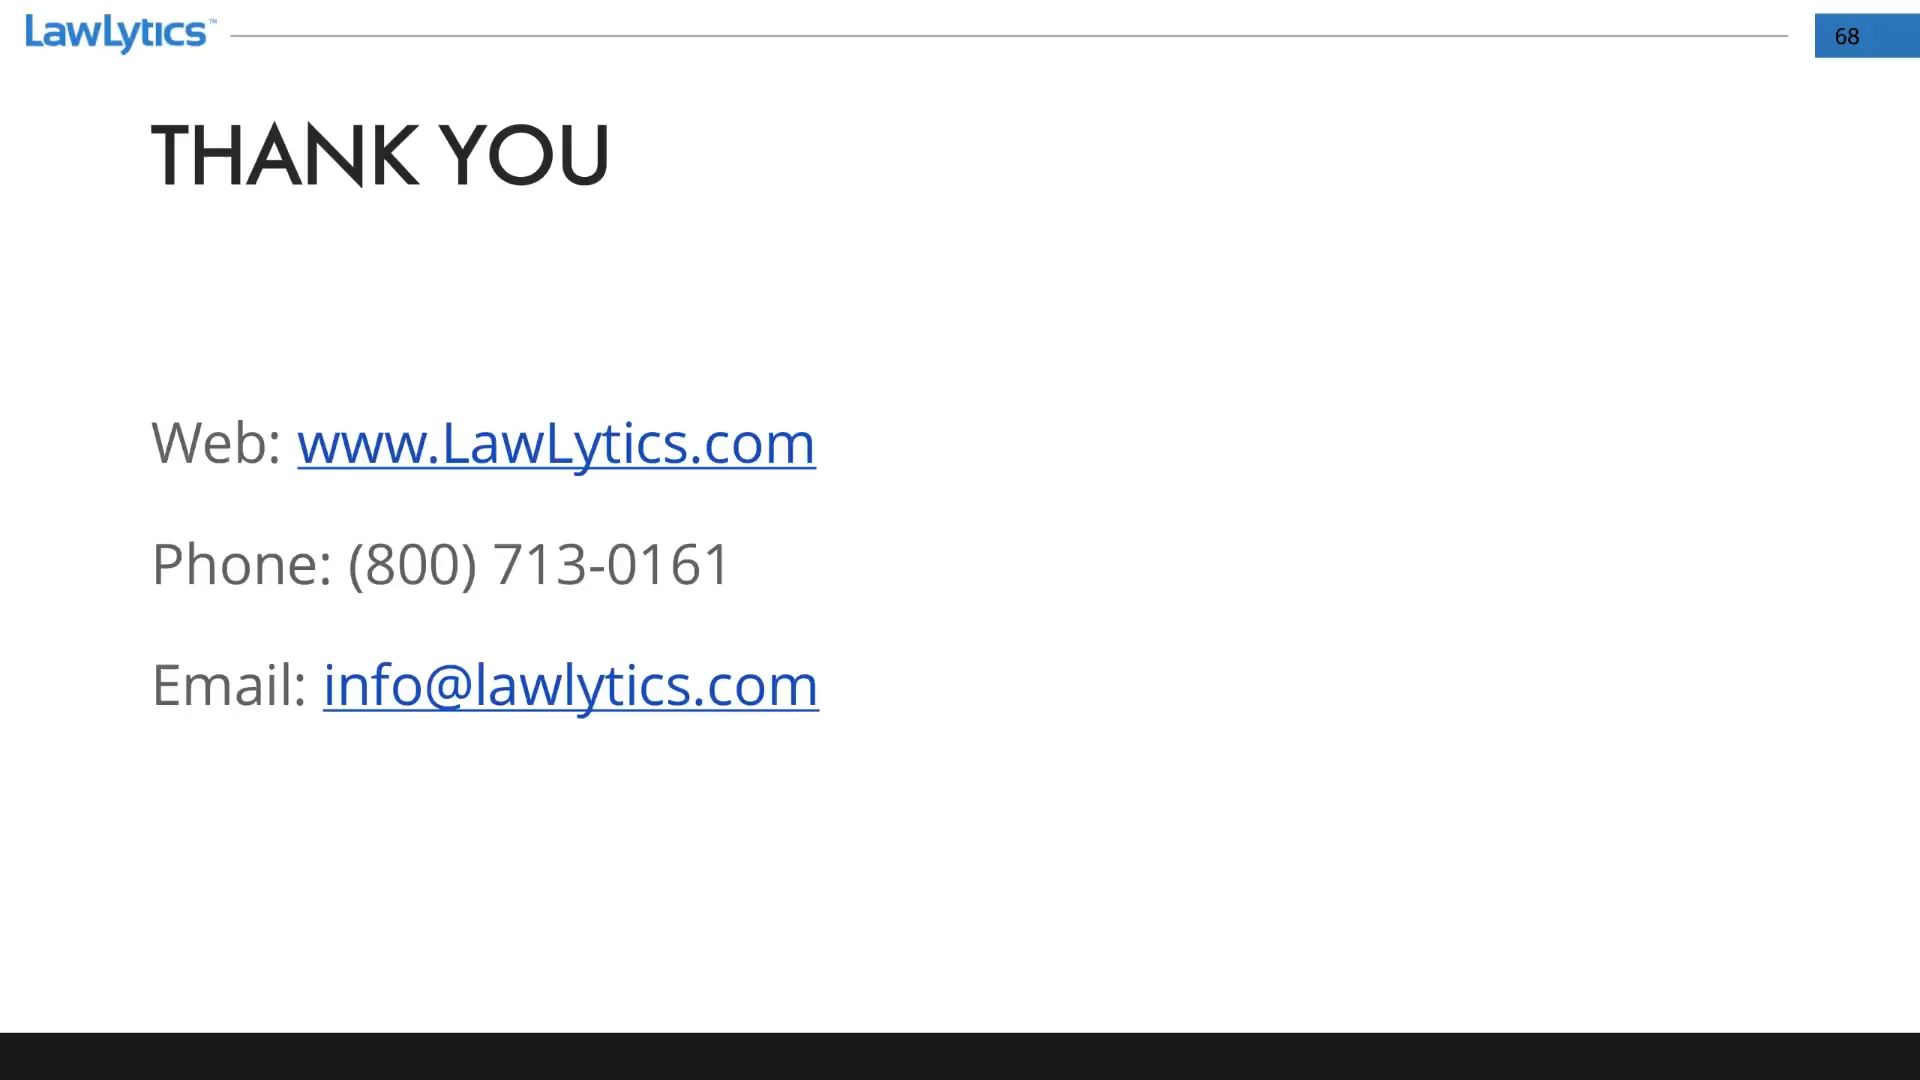 LawLytics™
68
THANK YOU
Web: www.LawLytics.com
Phone: (800) 713-0161
Email: info@lawlytics.com